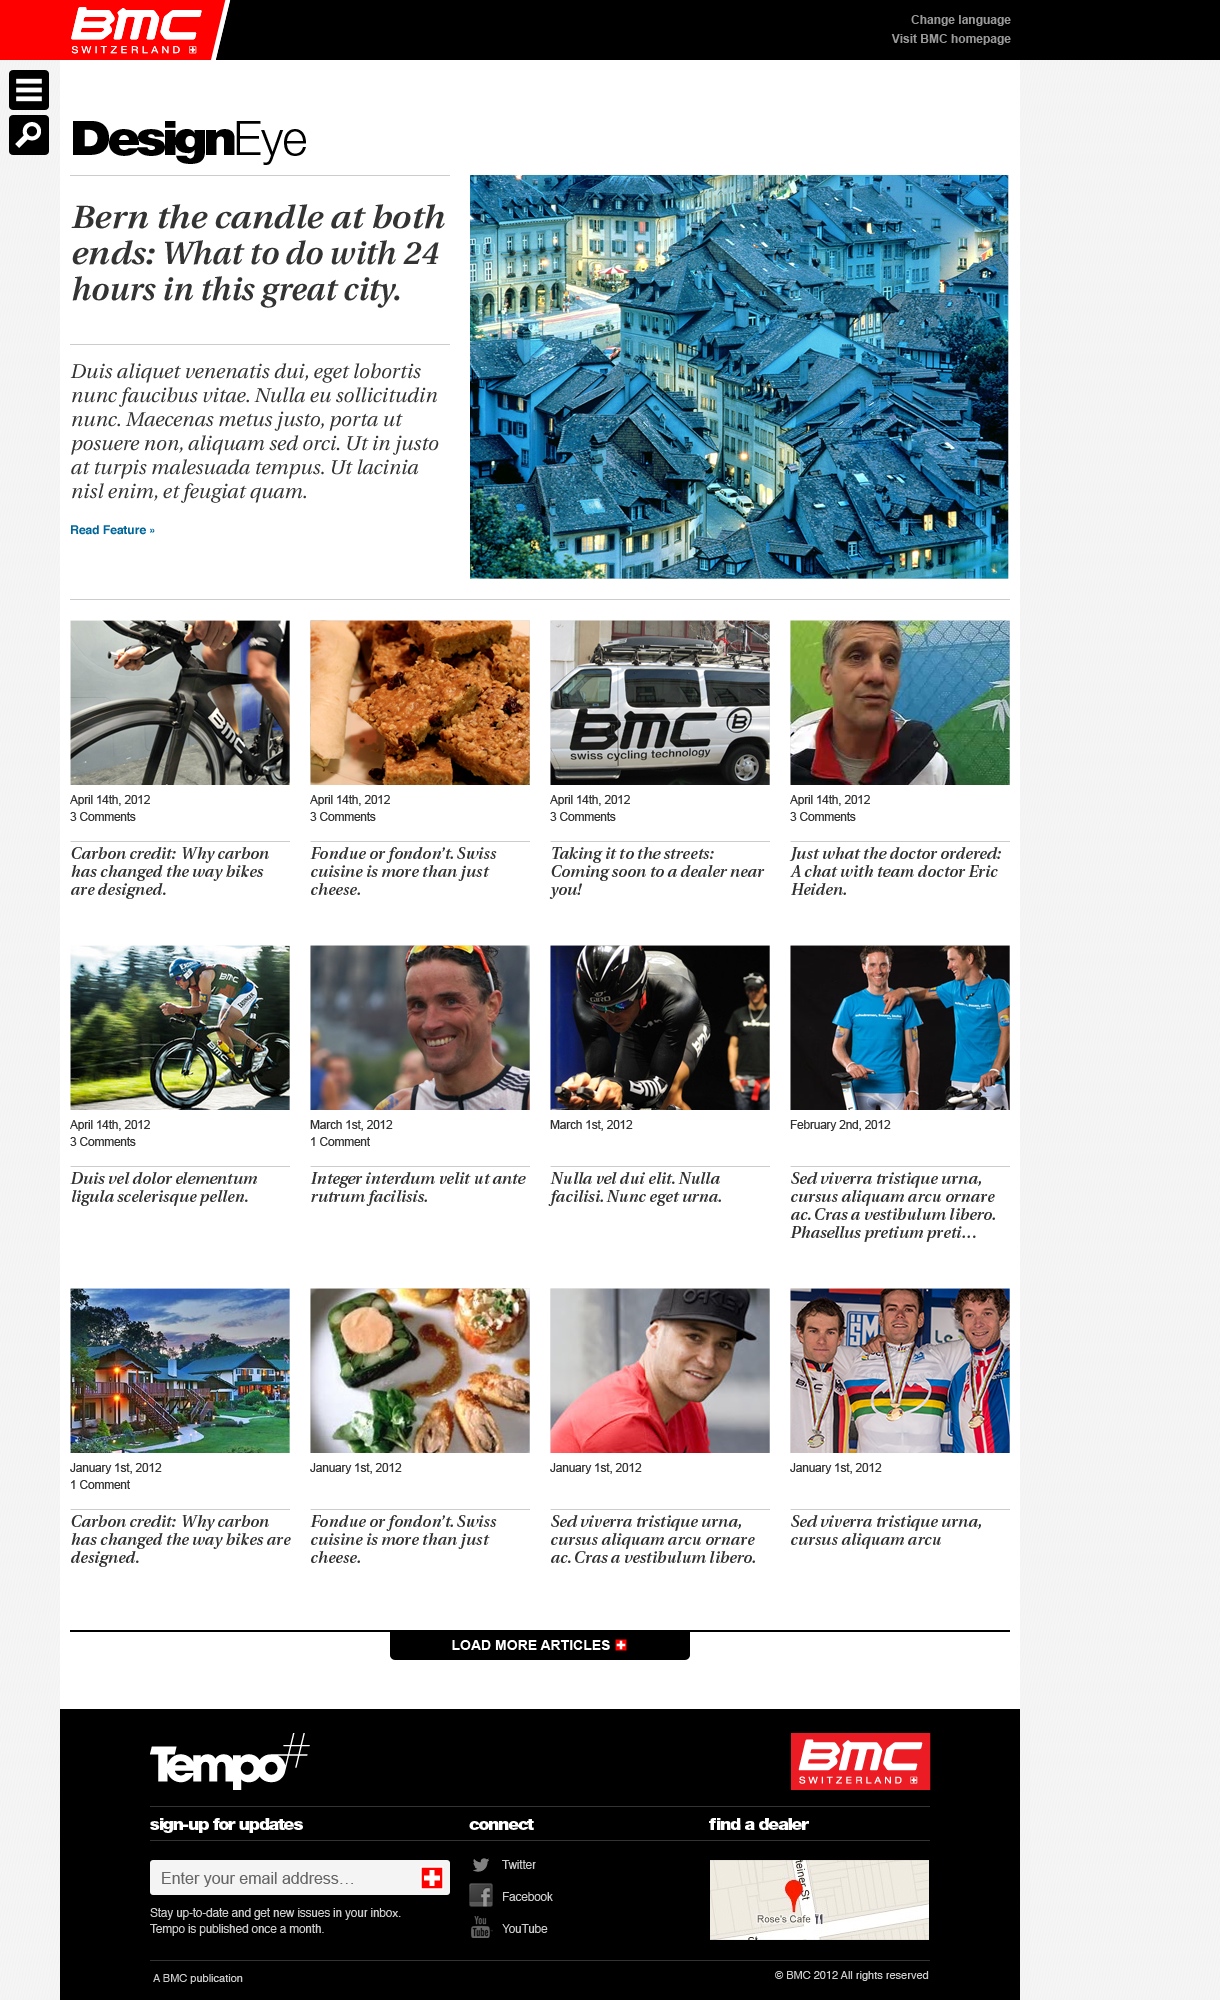 BMC
SWITZERLAND
Change language
Visit BMC homepage
DesignEye
Bern the candle at both
ends: What to do with 24
hours in this great city.
Duis aliquet venenatis dui, eget lobortis
nunc faucibus vitae. Nulla eu sollicitudin
nunc. Maecenas metus justo, porta ut
posuere non, aliquam sed orci. Ut in justo
at turpis malesuada tempus. Ut lacinia
nisl enim, et feugiat quam.
Read Feature »
BMC
BMC
swiss cycling technology
B
April 14th, 2012
3 Comments
Carbon credit: Why carbon
has changed the way bikes
are designed.
April 14th, 2012
3 Comments
Fondue or fondon't. Swiss
cuisine is more than just
cheese.
April 14th, 2012
3 Comments
Taking it to the streets:
Coming soon to a dealer near
you!
April 14th, 2012
3 Comments
Just what the doctor ordered:
A chat with team doctor Eric
Heiden.
BMC
BMC
GIRO
BMC
BMC
April 14th, 2012
3 Comments
Duis vel dolor elementum
ligula scelerisque pellen.
March 1st, 2012
1 Comment
Integer interdum velit ut ante
rutrum facilisis.
March 1st, 2012
Nulla vel dui elit. Nulla
facilisi. Nunc eget urna.
February 2nd, 2012
Sed viverra tristique urna,
cursus aliquam arcu ornare
ac. Cras a vestibulum libero.
Phasellus pretium preti…
OAKLEY
BMC
January 1st, 2012
1 Comment
Carbon credit: Why carbon
has changed the way bikes are
designed.
January 1st, 2012
Fondue or fondon't. Swiss
cuisine is more than just
cheese.
January 1st, 2012
Sed viverra tristique urna,
cursus aliquam arcu ornare
ac. Cras a vestibulum libero.
January 1st, 2012
Sed viverra tristique urna,
cursus aliquam arcu
LOAD MORE ARTICLES
Tempo#
BMC
SWITZERLAND
sign-up for updates
Enter your email address…
Stay up-to-date and get new issues in your inbox.
Tempo is published once a month.
connect
Twitter
Facebook
You
Tube
YouTube
find a dealer
teiner St
Rose's Cafe
A BMC publication
© BMC 2012 All rights reserved